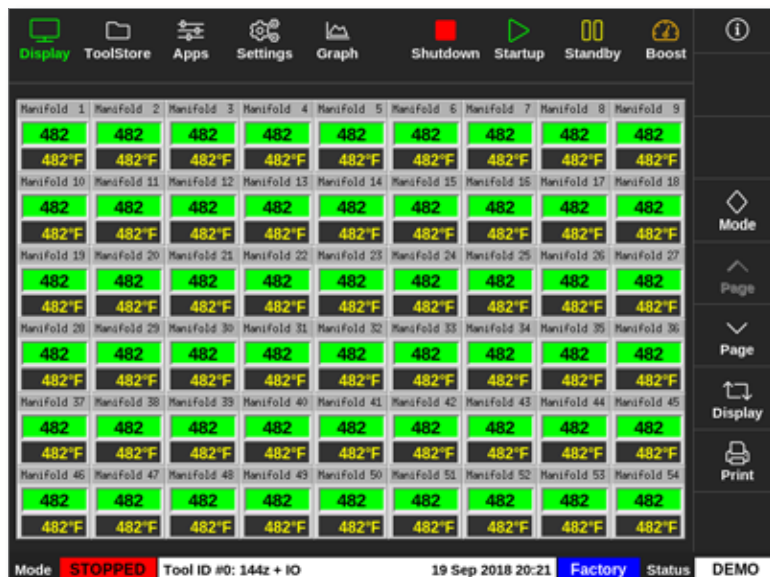 Display ToolStore Apps Settings Graph Shutdown Startup Standby Boost
Manifold 1 Manifold 2 Manifold 3 Manifold 4 Manifold 5 Manifold 6 Manifold 7 Manifold 8 Manifold 9
482 482 482 482 482 482 482 482 482
482°F 482°F 482°F 482°F 482°F 482°F 482°F 482°F 482°F
Manifold 10 Manifold 11 Manifold 12 Manifold 13 Manifold 14 Manifold 15 Manifold 16 Manifold 17 Manifold 18
482 482 482 482 482 482 482 482 482
482°F 482°F 482°F 482°F 482°F 482°F 482°F 482°F 482°F
Mode
Manifold 19 Manifold 20 Manifold 21 Manifold 22 Manifold 23 Manifold 24 Manifold 25 Manifold 26 Manifold 27
482 482 482 482 482 482 482 482 482
Page
482°F 482°F 482°F 482°F 482°F 482°F 482°F 482°F 482°F
Manifold 28 Manifold 29 Manifold 30 Manifold 31 Manifold 32 Manifold 33 Manifold 34 Manifold 35 Manifold 36
482 482 482 482 482 482 482 482 482
Page
482°F 482°F 482°F 482°F 482°F 482°F 482°F 482°F 482°F
Manifold 37 Manifold 38 Manifold 39 Manifold 40 Manifold 41 Manifold 42 Manifold 43 Manifold 44 Manifold 45
Display
482 482 482 482 482 482 482 482 482
482°F 482°F 482°F 482°F 482°F 482°F 482°F 482°F 482°F
Manifold 46 Manifold 47 Manifold 48 Manifold 49 Manifold 50 Manifold 51 Manifold 52 Manifold 53 Manifold 54
Print
482 482 482 482 482 482 482 482 482
482°F 482°F 482°F 482°F 482°F 482°F 482°F 482°F 482°F
Mode STOPPED Tool ID #0: 144z + IO 19 Sep 2018 20:21 Factory Status DEMO